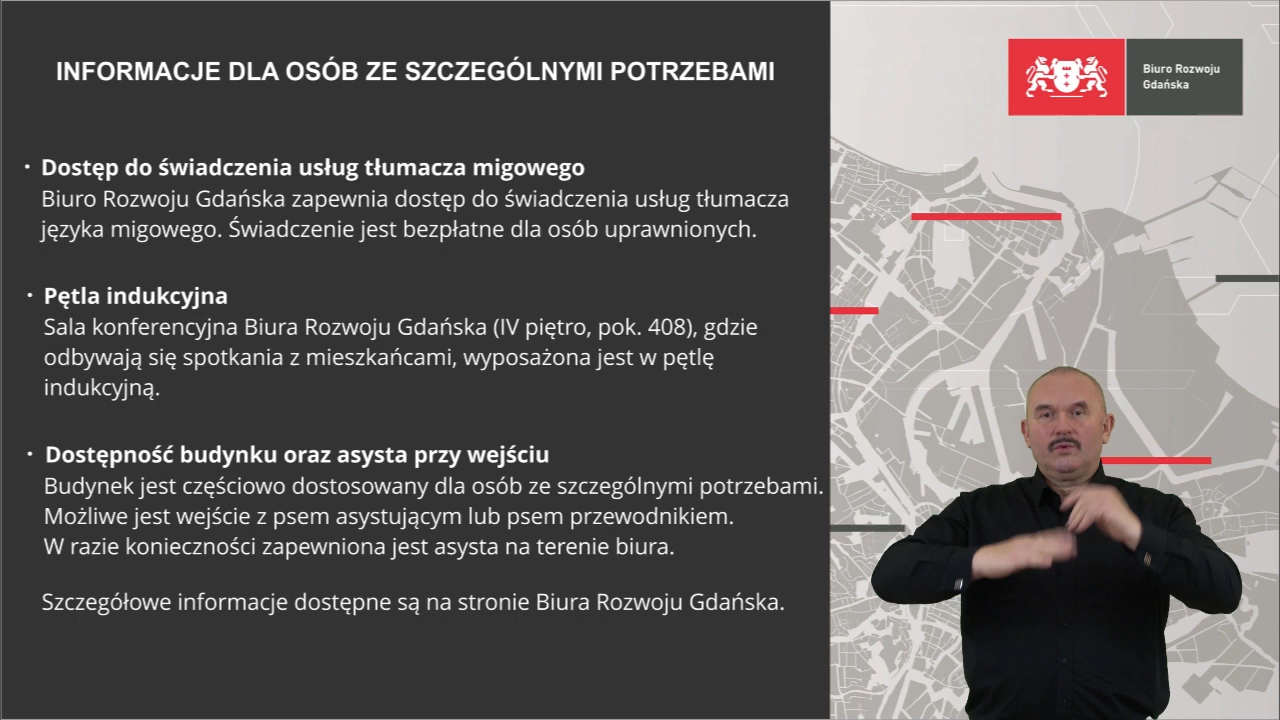 INFORMACJE DLA OSÓB ZE SZCZEGÓLNYMI POTRZEBAMI
Biuro Rozwoju
Gdańska
· Dostęp do świadczenia usług tłumacza migowego
Biuro Rozwoju Gdańska zapewnia dostęp do świadczenia usług tłumacza
języka migowego. Świadczenie jest bezpłatne dla osób uprawnionych.
· Pętla indukcyjna
Sala konferencyjna Biura Rozwoju Gdańska (IV piętro, pok. 408), gdzie
odbywają się spotkania z mieszkańcami, wyposażona jest w pętlę
indukcyjną.
· Dostępność budynku oraz asysta przy wejściu
Budynek jest częściowo dostosowany dla osób ze szczególnymi potrzebami.
Możliwe jest wejście z psem asystującym lub psem przewodnikiem.
W razie konieczności zapewniona jest asysta na terenie biura.
Szczegółowe informacje dostępne są na stronie Biura Rozwoju Gdańska.